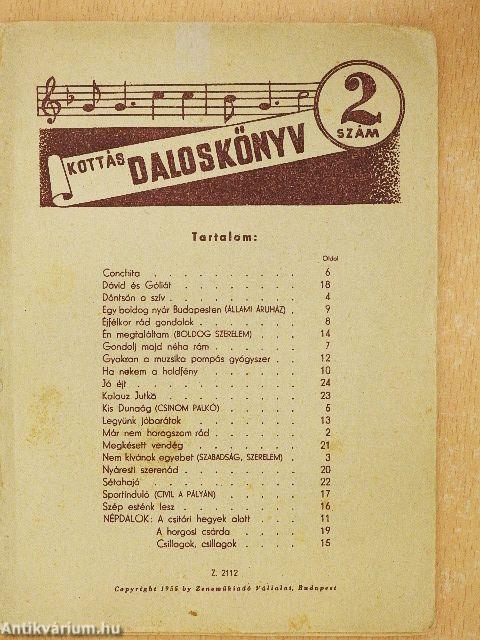 2
SZÁM
KOTTÁS DALOSKÖNYV
Tartalom:
Oldal
Conchita . . . . . . . . . . 6
Dávid és Góliát . . . . . . . . 18
Döntsön a szív . . . . . . . . . 4
Egy boldog nyár Budapesten (ÁLLAMI ÁRUHÁZ) . 9
Éjfélkor rád gondolok . . . . . . . 8
Én megtaláltam (BOLDOG SZERELEM) . . . . 14
Gondolj majd néha rám . . . . . . . 7
Gyakran a muzsika pompás gyógyszer . . . 12
Ha nekem a holdfény . . . . . . . 10
Jó éjt . . . . . . . . . . 24
Kalauz Jutka . . . . . . . . . 23
Kis Dunaág (CSINOM PALKÓ) . . . . . . 5
Legyünk jóbarátok . . . . . . . . 13
Már nem haragszom rád . . . . . . . 2
Megkésett vendég . . . . . . . . 21
Nem kívánok egyebet (SZABADSÁG, SZERELEM) . . 3
Nyáresti szerenád . . . . . . . . 20
Sétahajó . . . . . . . . . . 22
Sportinduló (CIVIL A PÁLYÁN) . . . . . 17
Szép esténk lesz . . . . . . . . 16
NÉPDALOK: A csitári hegyek alatt . . . . 11
A horgosi csárda . . . . . 19
Csillagok, csillagok . . . . . 15
Z. 2112
Copyright 1955 by Zeneműkiadó Vállalat, Budapest
Antikvárium.hu